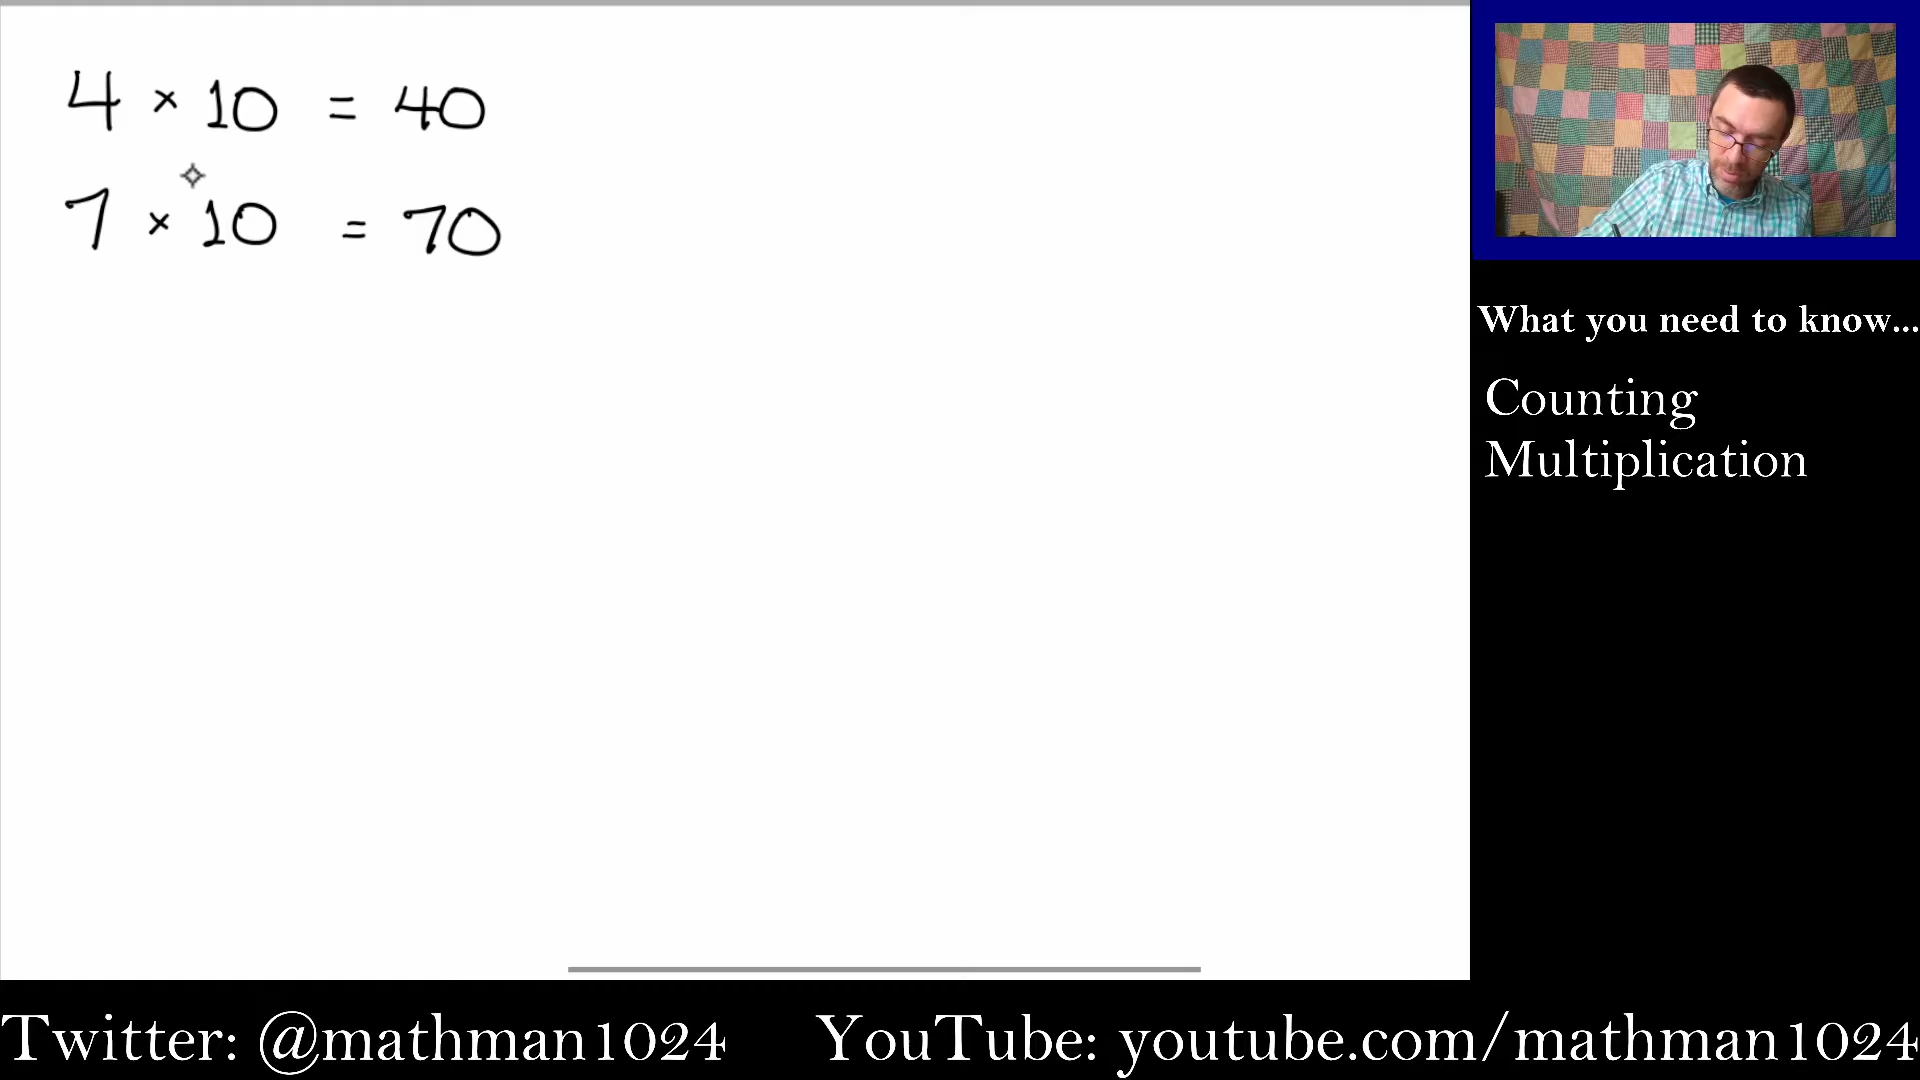 4 × 10 = 40
7 × 10 = 70
What you need to know...
Counting
Multiplication
Twitter: @mathman1024 YouTube: youtube.com/mathman1024